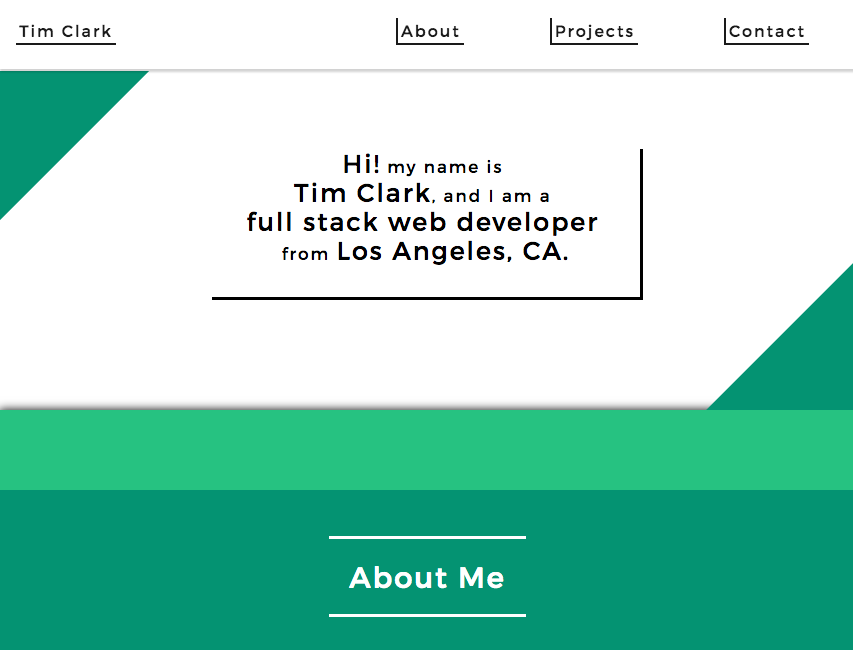 Tim Clark
About
Projects
Contact
Hi! my name is
Tim Clark, and I am a
full stack web developer
from Los Angeles, CA.
About Me